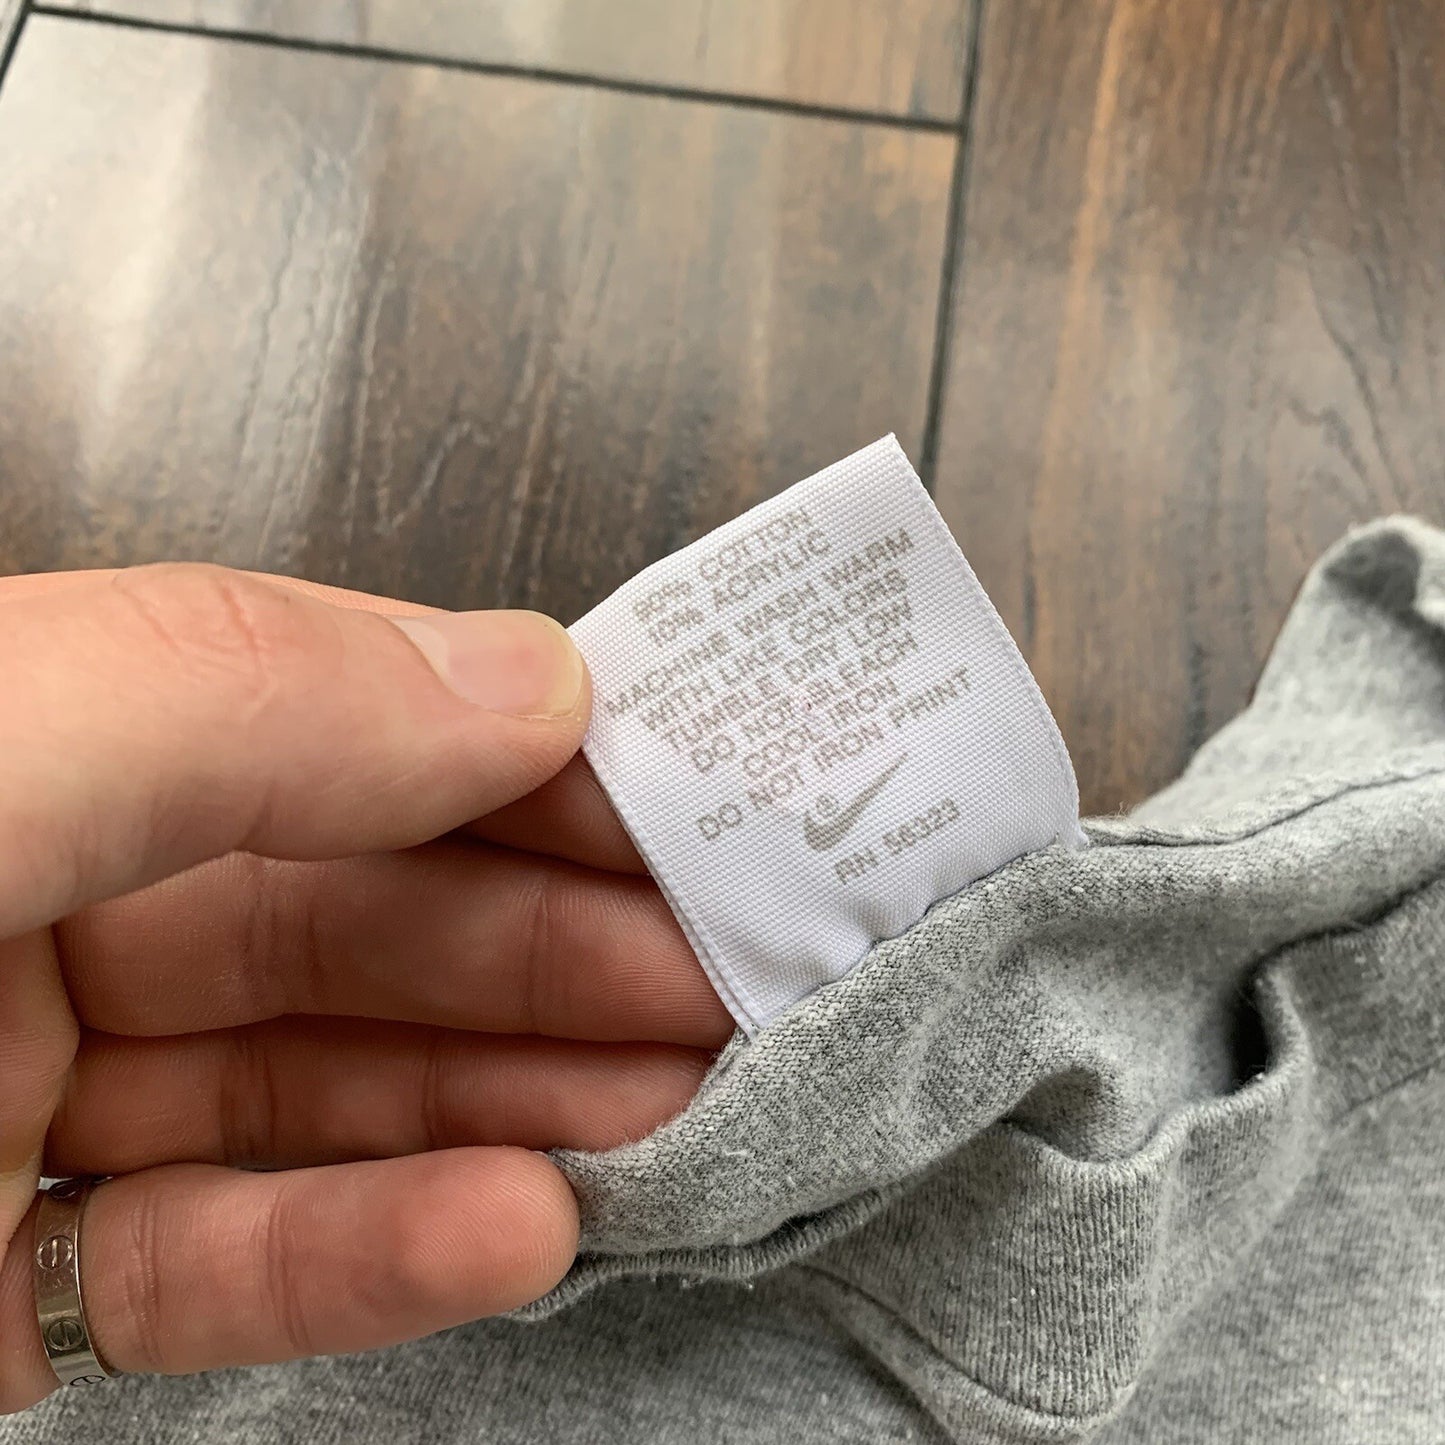 90% COTTON
10% ACRYLIC
MACHINE WASH WARM
WITH LIKE COLORS
TUMBLE DRY LOW
DO NOT BLEACH
COOL IRON
DO NOT IRON PRINT
®
RN 56323